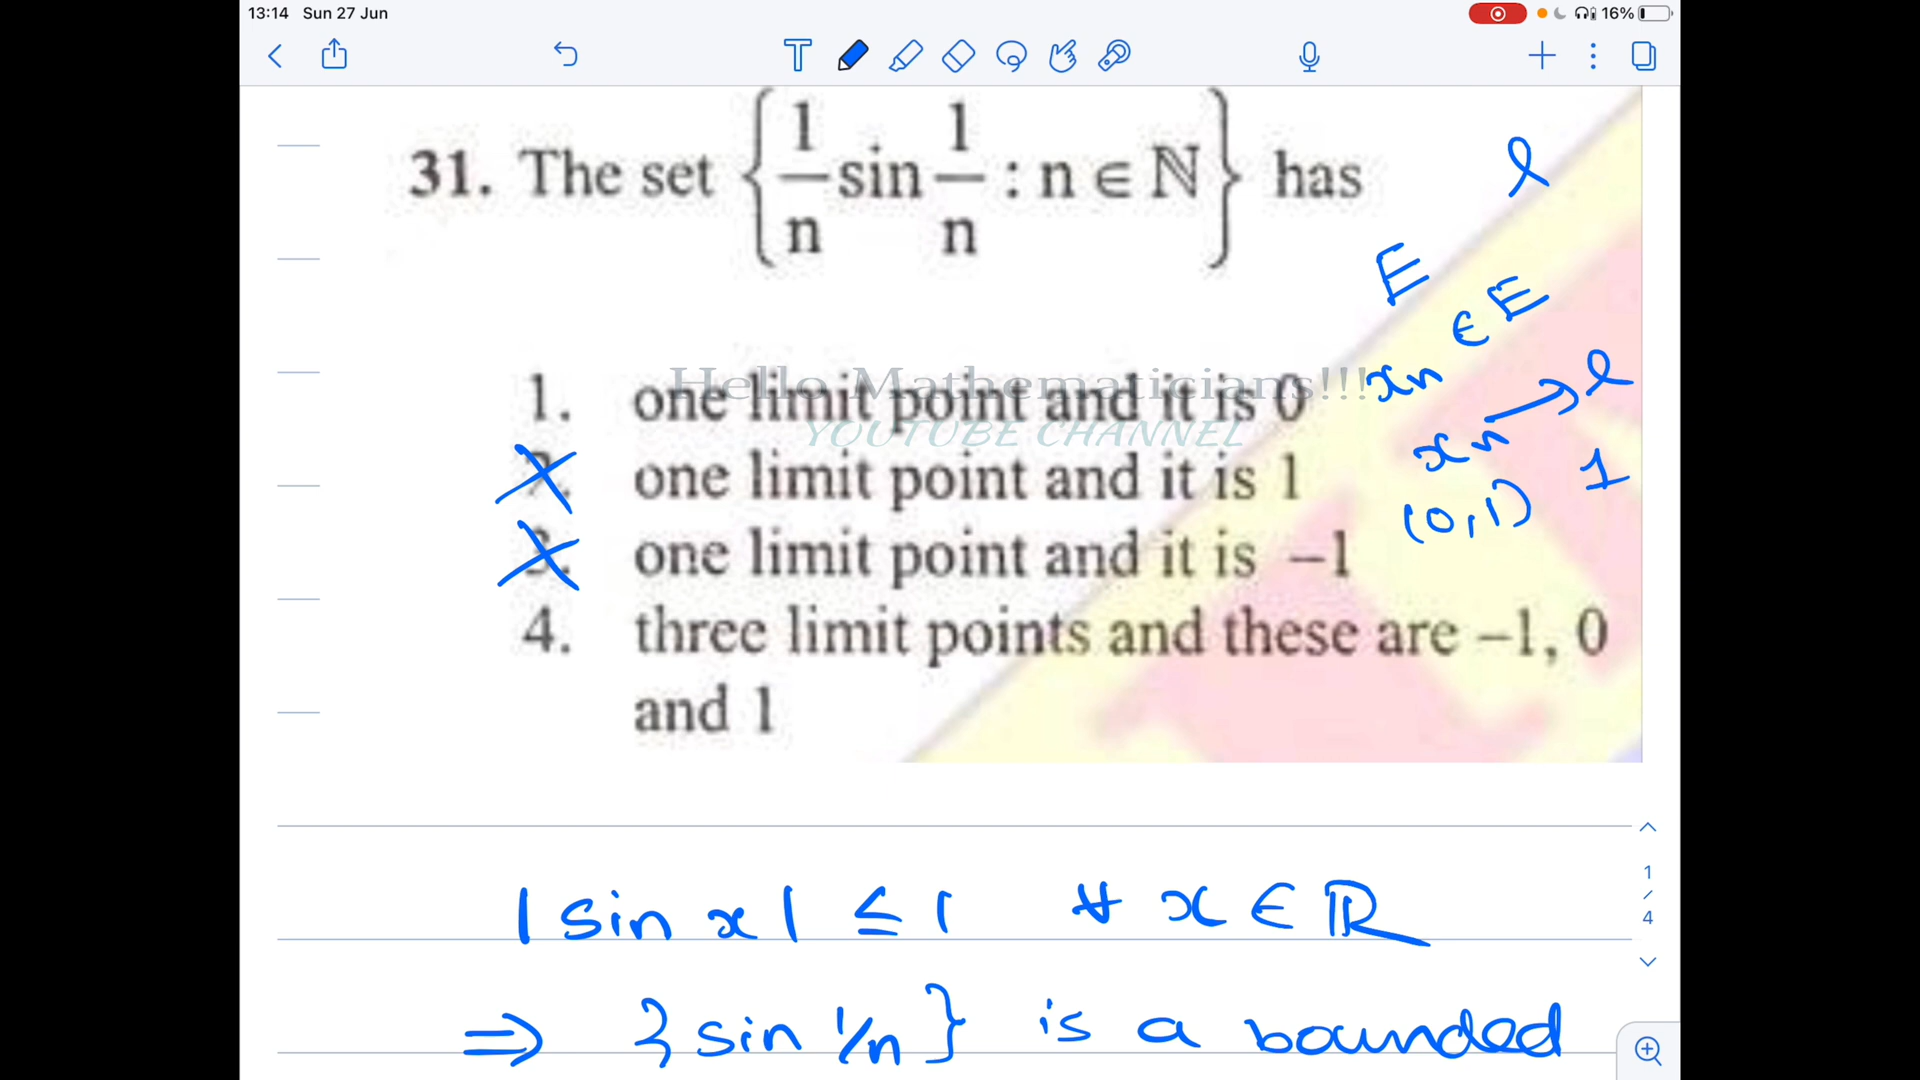 13:14 Sun 27 Jun 16%
31. The set { 1/n sin 1/n : n ∈ ℕ } has
l
E
∈ E
xn
xn → l
(0,1) 1
Hello Mathematicians!!!
YOUTUBE CHANNEL
1. one limit point and it is 0
2. one limit point and it is 1
3. one limit point and it is –1
4. three limit points and these are –1, 0
and 1
1
/
4
|sin x| ≤ 1 ∀ x ∈ ℝ
⇒ {sin 1/n} is a bounded